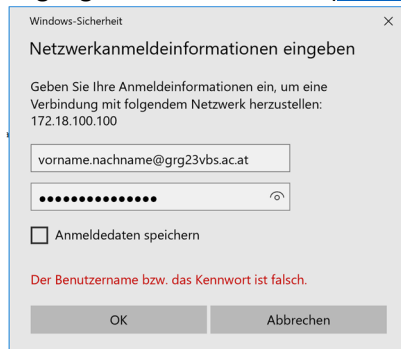 Windows-Sicherheit
Netzwerkanmeldeinformationen eingeben
Geben Sie Ihre Anmeldeinformationen ein, um eine
Verbindung mit folgendem Netzwerk herzustellen:
172.18.100.100
vorname.nachname@grg23vbs.ac.at
Anmeldedaten speichern
Der Benutzername bzw. das Kennwort ist falsch.
OK
Abbrechen